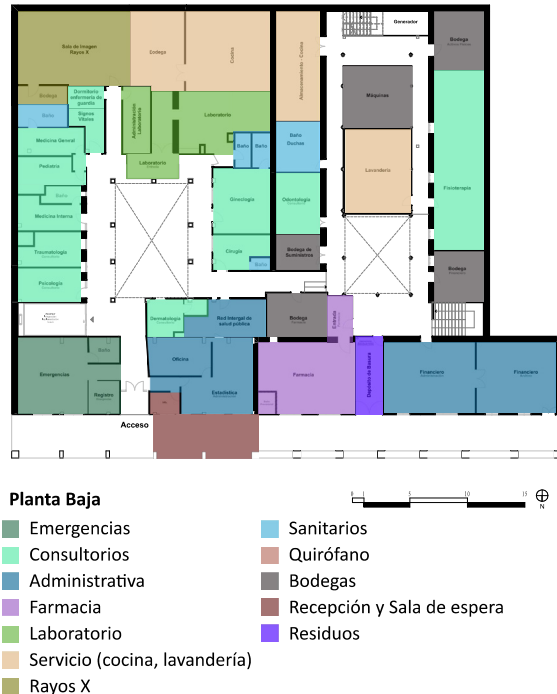 Generador
Sala de Imagen
Rayos X
Bodega
Cocina
Almacenamiento - Cocina
Bodega
Dormitorio
enfermería de
guardia
Bodega
Signos
Vitales
Baño
Administración
Laboratorio
Laboratorio
Máquinas
Medicina General
Baño
Baño
Baño
Duchas
Laboratorio
Pediatría
Lavandería
Baño
Ginecología
Odontología
Fisioterapia
Medicina Interna
Traumatología
Cirugía
Bodega de
Suministros
Baño
Psicología
Bodega
Dermatología
Red Integral de
salud pública
Bodega
Entrada
Baño
Oficina
Emergencias
Farmacia
Depósito de Basura
Financiero
Financiero
Registro
Estadística
Acceso
Planta Baja
0 1 5 10 15
N
Emergencias
Consultorios
Administrativa
Farmacia
Laboratorio
Servicio (cocina, lavandería)
Rayos X
Sanitarios
Quirófano
Bodegas
Recepción y Sala de espera
Residuos